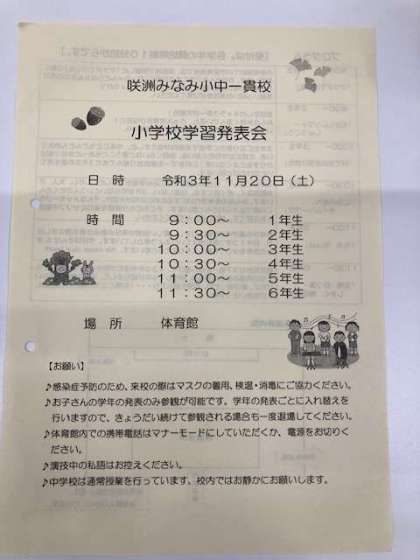 咲洲みなみ小中一貫校
小学校学習発表会
日　時　令和3年11月20日（土）
時　間　9：00～　1年生
9：30～　2年生
10：00～　3年生
10：30～　4年生
11：00～　5年生
11：30～　6年生
場　所　体育館
【お願い】
♪感染症予防のため、来校の際はマスクの着用、検温・消毒にご協力ください。
♪お子さんの学年の発表のみ参観が可能です。学年の発表ごとに入れ替えを
行いますので、きょうだい続けて参観される場合も一度退場してください。
♪体育館内での携帯電話はマナーモードにしていただくか、電源をお切りく
ださい。
♪演技中の私語はお控えください。
♪中学校は通常授業を行っています。校内ではお静かにお願いします。